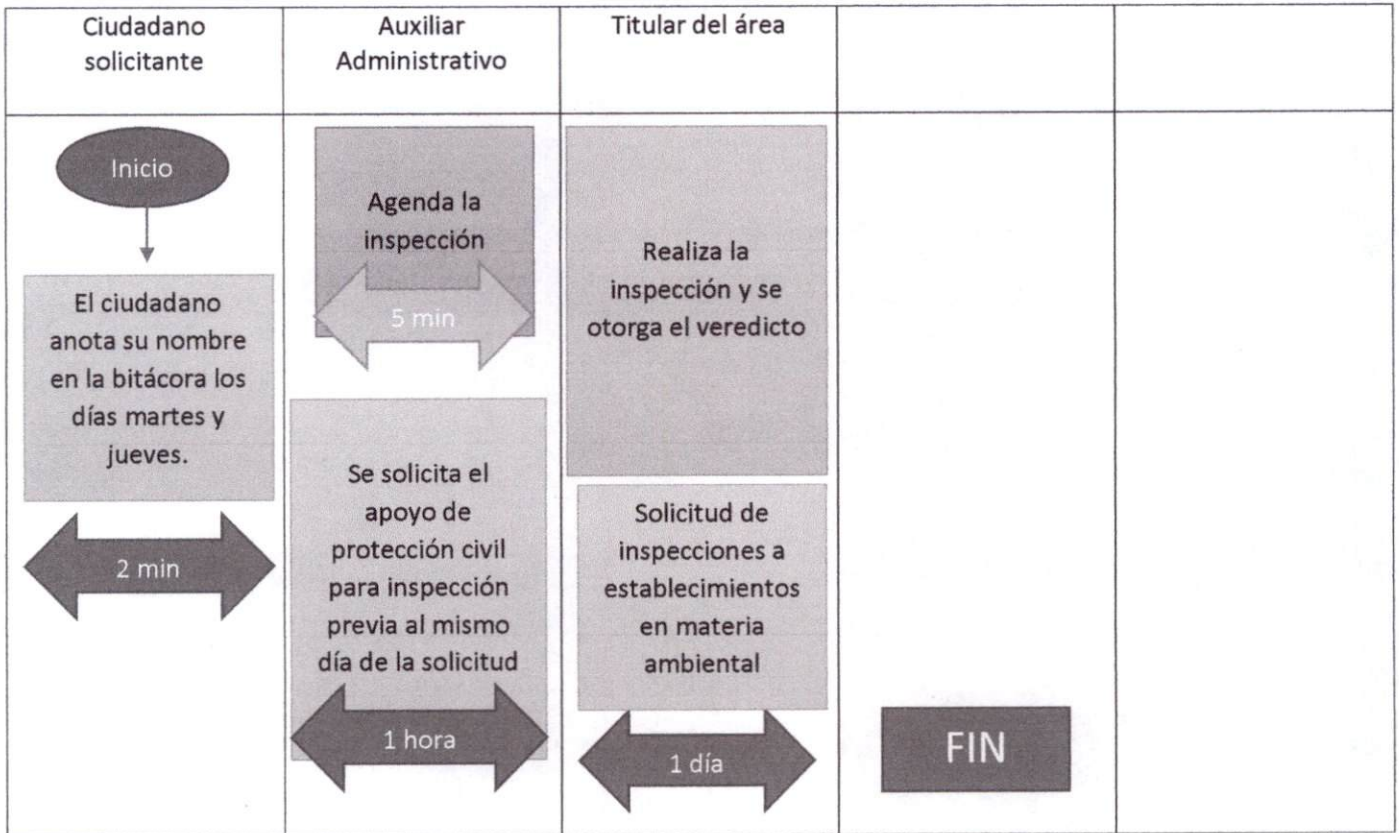 Ciudadano
solicitante
Auxiliar
Administrativo
Titular del área
Inicio
El ciudadano
anota su nombre
en la bitácora los
días martes y
jueves.
2 min
Agenda la
inspección
5 min
Se solicita el
apoyo de
protección civil
para inspección
previa al mismo
día de la solicitud
1 hora
Realiza la
inspección y se
otorga el veredicto
Solicitud de
inspecciones a
establecimientos
en materia
ambiental
1 día
FIN